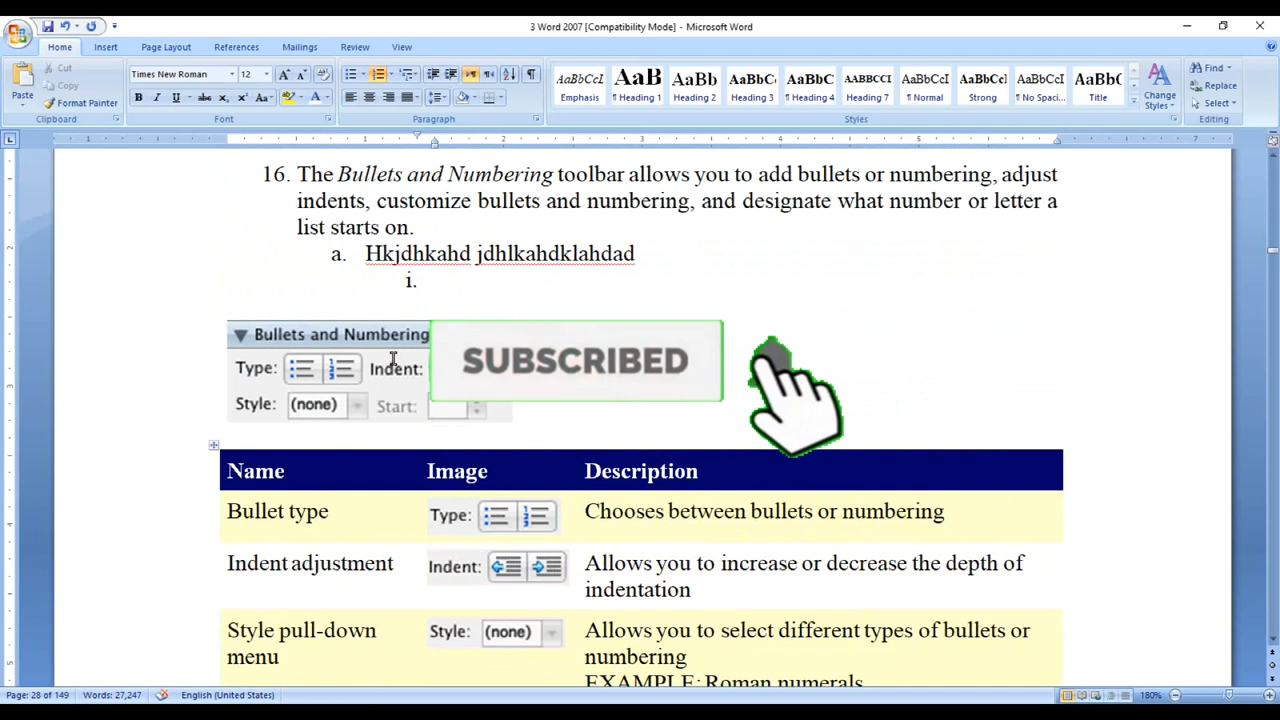 3 Word 2007 [Compatibility Mode] - Microsoft Word
Home Insert Page Layout References Mailings Review View
Paste
Cut
Copy
Format Painter
Clipboard
Times New Roman 12
Font
Paragraph
AaBbCcI AaB AaBb AaBbC AaBbC AABBCCI AaBbCcI AaBbCc AaBbCcI AaBb(
Emphasis ¶ Heading 1 ¶ Heading 2 ¶ Heading 3 ¶ Heading 4 ¶ Heading 7 ¶ Normal Strong ¶ No Spaci... Title
Change Styles
Styles
Find
Replace
Select
Editing
16. The Bullets and Numbering toolbar allows you to add bullets or numbering, adjust
indents, customize bullets and numbering, and designate what number or letter a
list starts on.
a. Hkjdhkahd jdhlkahdklahdad
i.
Bullets and Numbering
Type: Indent:
Style: (none) Start:
SUBSCRIBED
Name Image Description
Bullet type Type: Chooses between bullets or numbering
Indent adjustment Indent: Allows you to increase or decrease the depth of
indentation
Style pull-down Style: (none) Allows you to select different types of bullets or
menu numbering
EXAMPLE: Roman numerals
Page: 28 of 149 Words: 27,247 English (United States) 180%